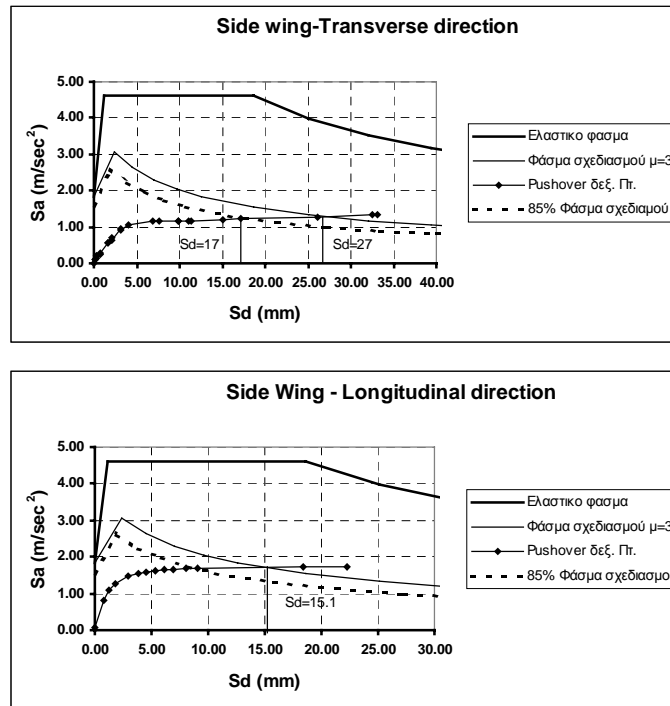 Side wing-Transverse direction
Sa (m/sec²)
5.00
4.00
3.00
2.00
1.00
0.00
Sd=17
Sd=27
0.00 5.00 10.00 15.00 20.00 25.00 30.00 35.00 40.00
Sd (mm)
Ελαστικο φασμα
Φάσμα σχεδιασμού μ=3
Pushover δεξ. Πτ.
85% Φάσμα σχεδιαμού
Side Wing - Longitudinal direction
Sa (m/sec²)
5.00
4.00
3.00
2.00
1.00
0.00
Sd=15.1
0.00 5.00 10.00 15.00 20.00 25.00 30.00
Sd (mm)
Ελαστικο φασμα
Φάσμα σχεδιασμού μ=3
Pushover δεξ. Πτ.
85% Φάσμα σχεδιασμο